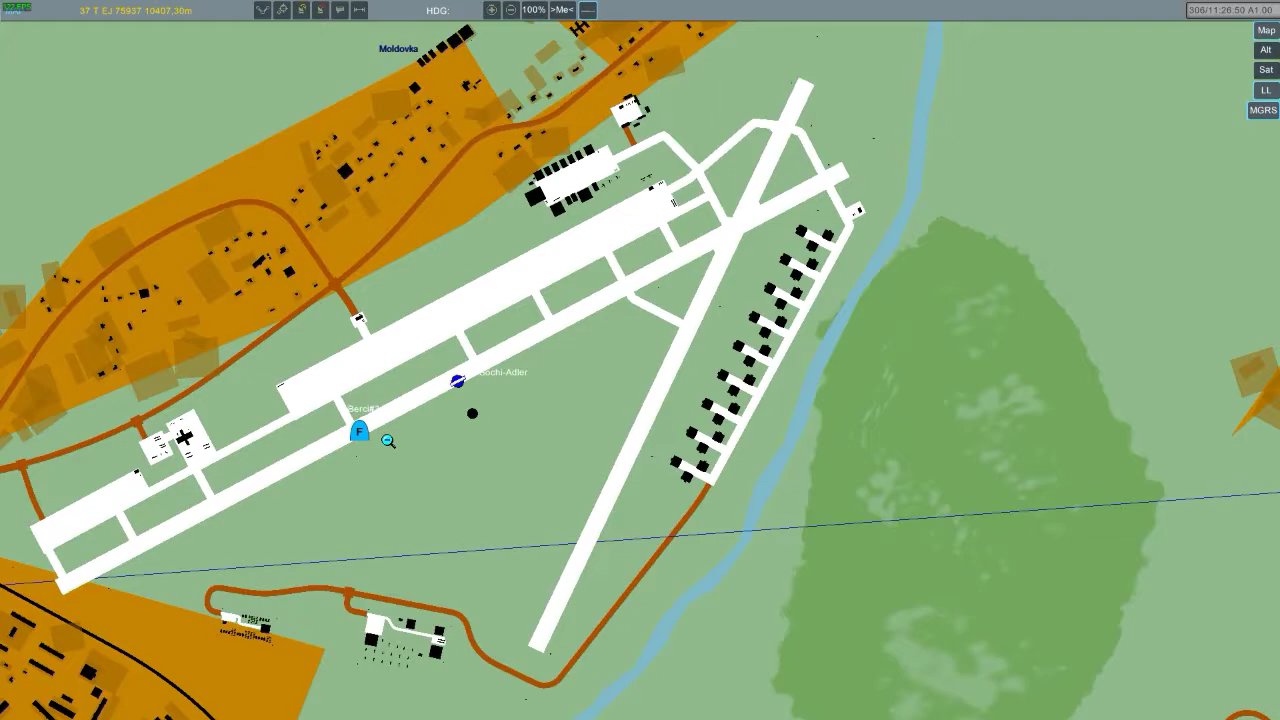 37 T EJ 75937 10407,30m
HDG:
100%
>Me<
306/11:26:50 A1.00
Map
Alt
Sat
LL
MGRS
Moldovka
Sochi-Adler
F